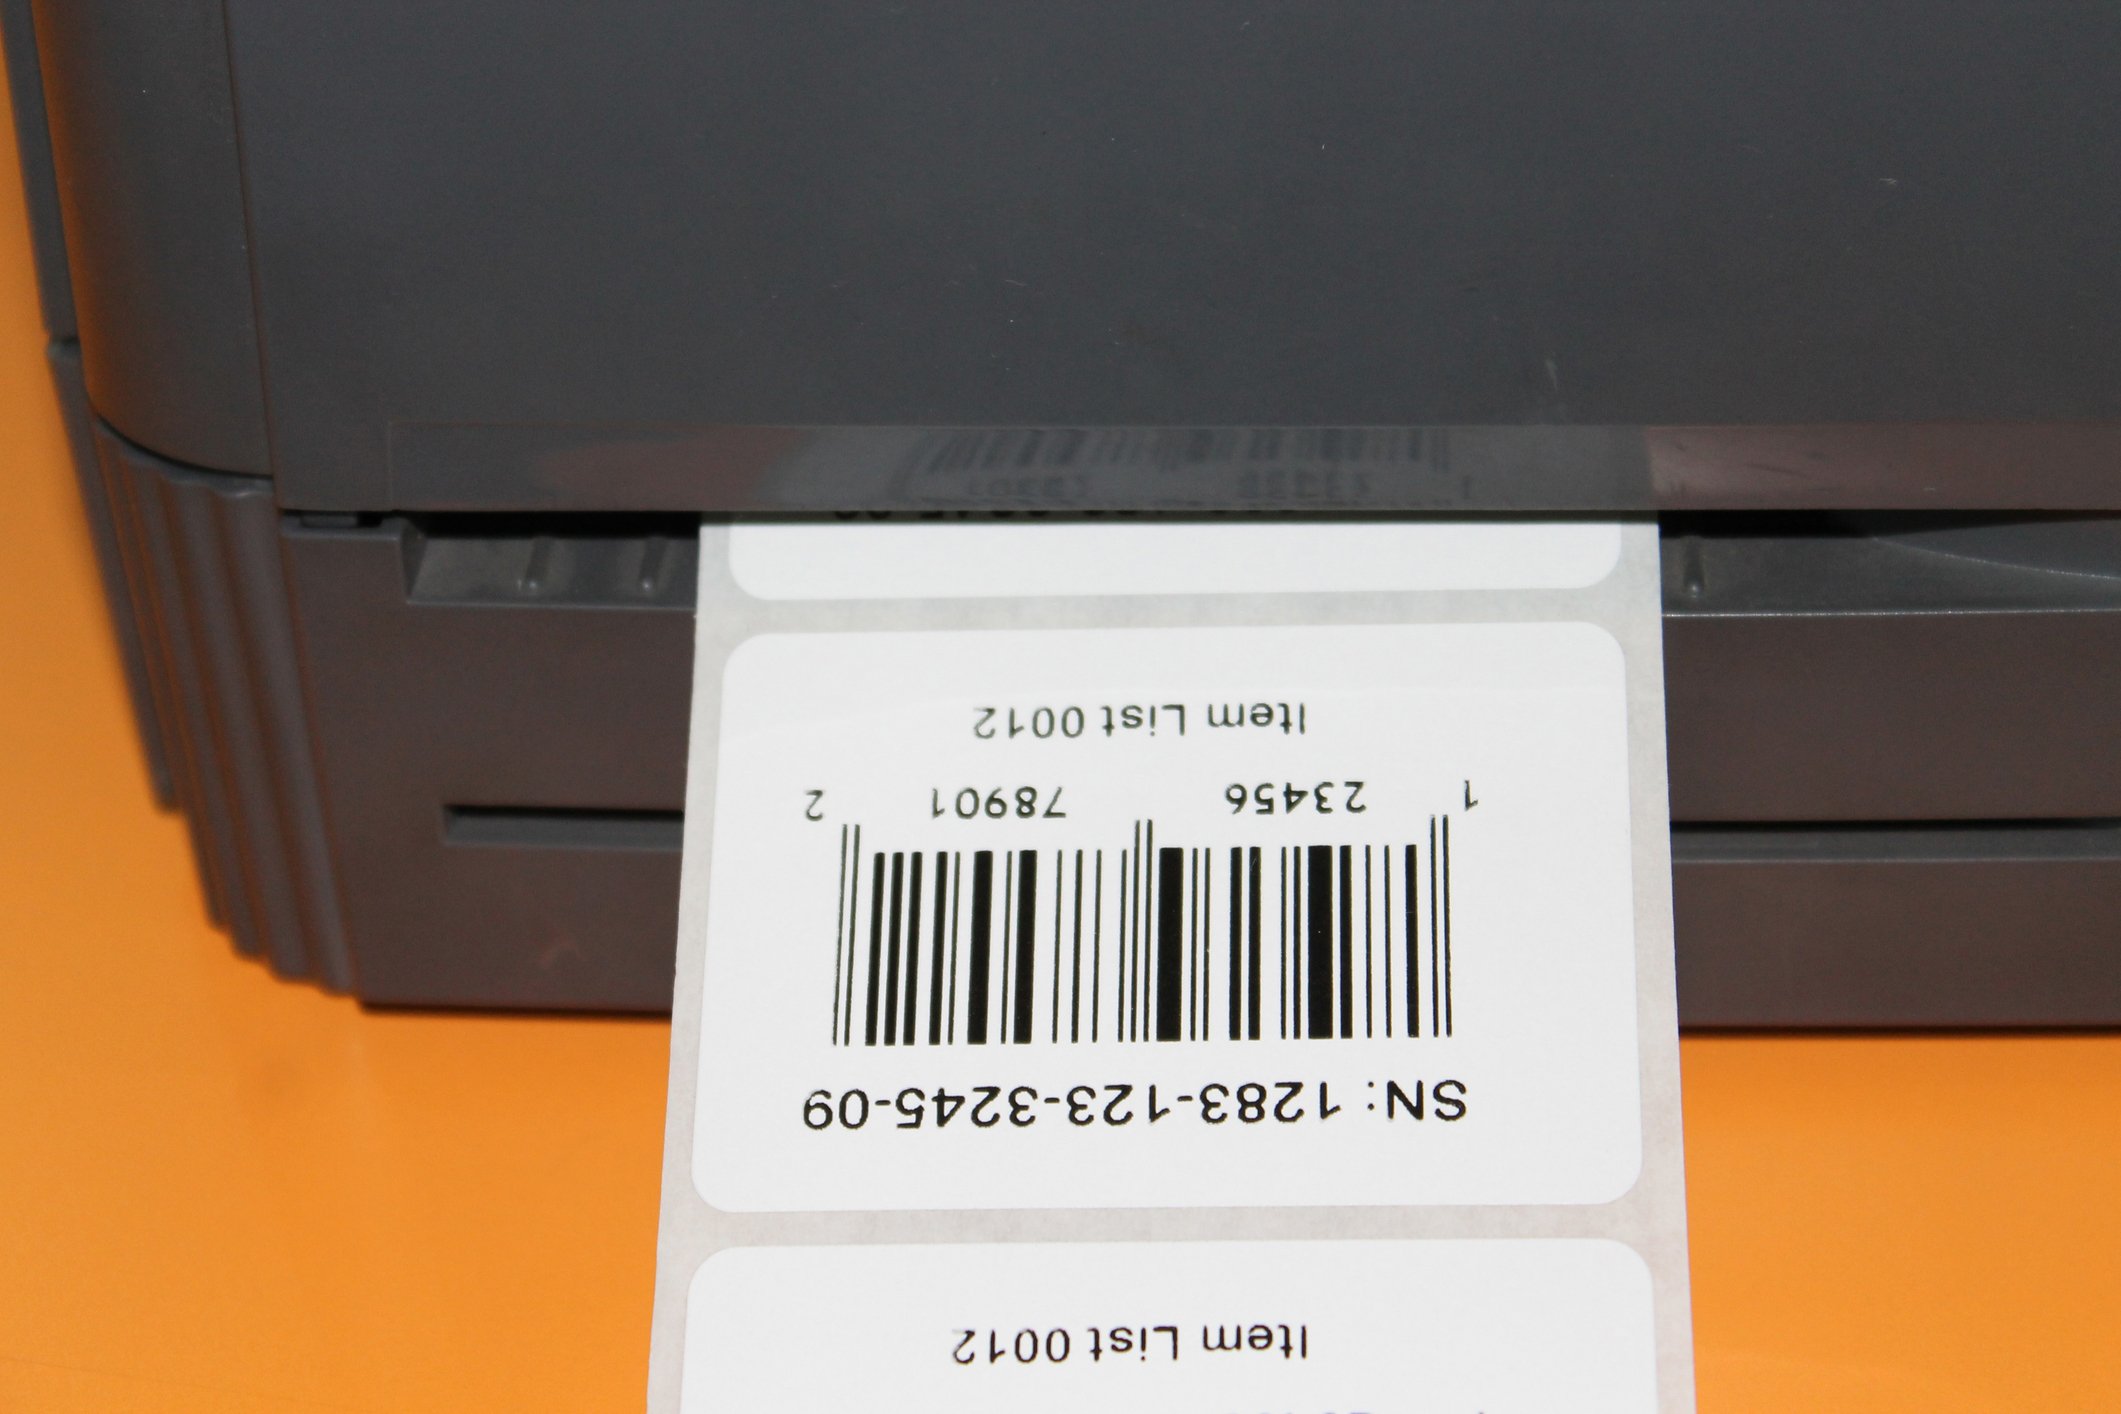 SN: 1283-123-3245-09
1 23456 78901 2
Item List 0012
Item List 0012